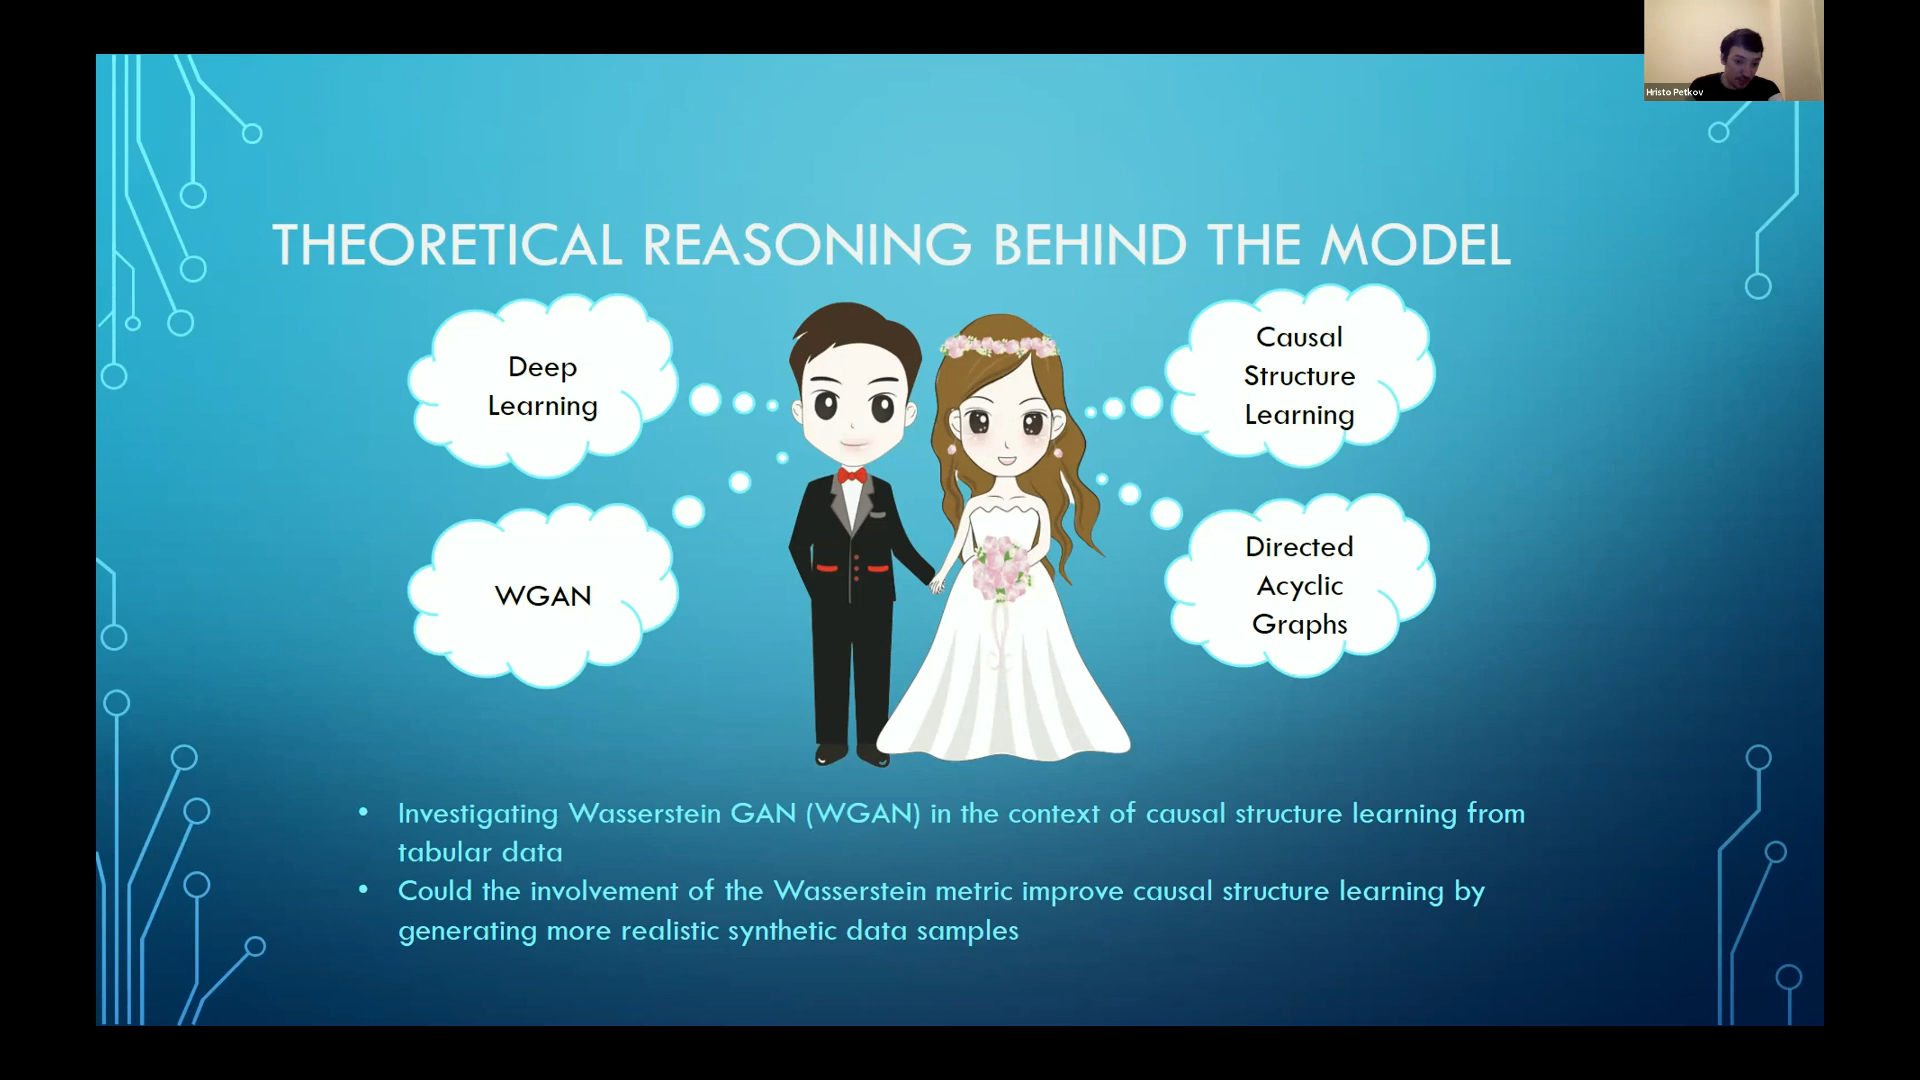 Hristo Petkov
THEORETICAL REASONING BEHIND THE MODEL
Deep
Learning
WGAN
Causal
Structure
Learning
Directed
Acyclic
Graphs
• Investigating Wasserstein GAN (WGAN) in the context of causal structure learning from
tabular data
• Could the involvement of the Wasserstein metric improve causal structure learning by
generating more realistic synthetic data samples